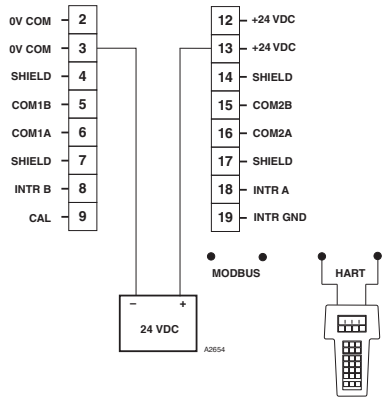 0V COM 2
0V COM 3
SHIELD 4
COM1B 5
COM1A 6
SHIELD 7
INTR B 8
CAL 9
12 +24 VDC
13 +24 VDC
14 SHIELD
15 COM2B
16 COM2A
17 SHIELD
18 INTR A
19 INTR GND
MODBUS
HART
– +
24 VDC
A2654